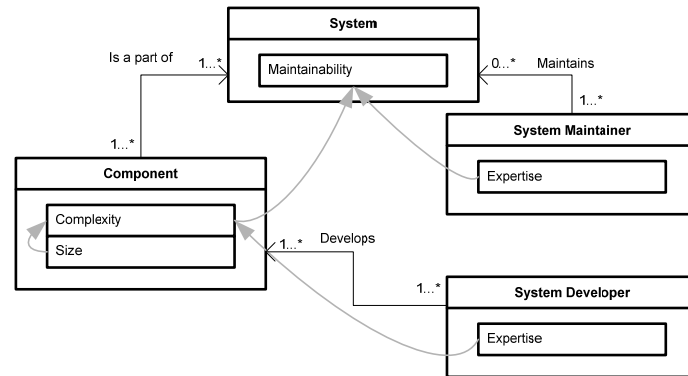 System
Maintainability
Is a part of
1...*
0...*
Maintains
1...*
1...*
System Maintainer
Expertise
Component
Complexity
Size
Develops
1...*
1...*
System Developer
Expertise